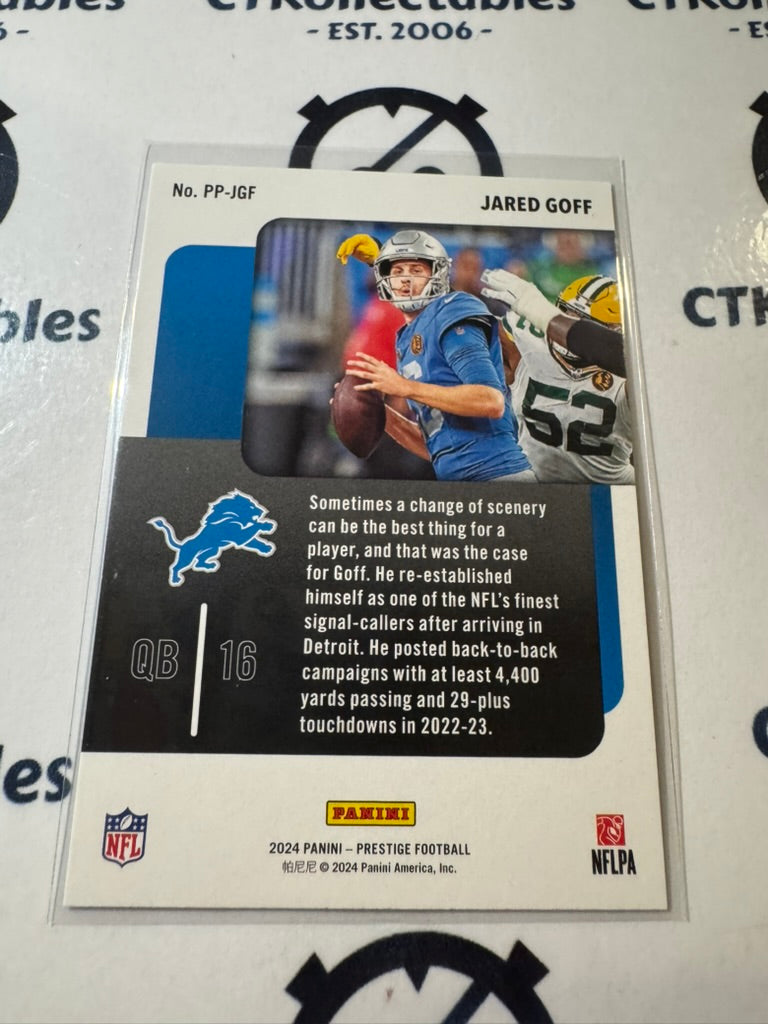 CTKollectables
- EST. 2006 -
No. PP-JGF
JARED GOFF
52
Sometimes a change of scenery
can be the best thing for a
player, and that was the case
for Goff. He re-established
himself as one of the NFL's finest
signal-callers after arriving in
Detroit. He posted back-to-back
campaigns with at least 4,400
yards passing and 29-plus
touchdowns in 2022-23.
QB 16
PANINI
NFL
NFLPA
2024 PANINI – PRESTIGE FOOTBALL
帕尼尼 © 2024 Panini America, Inc.